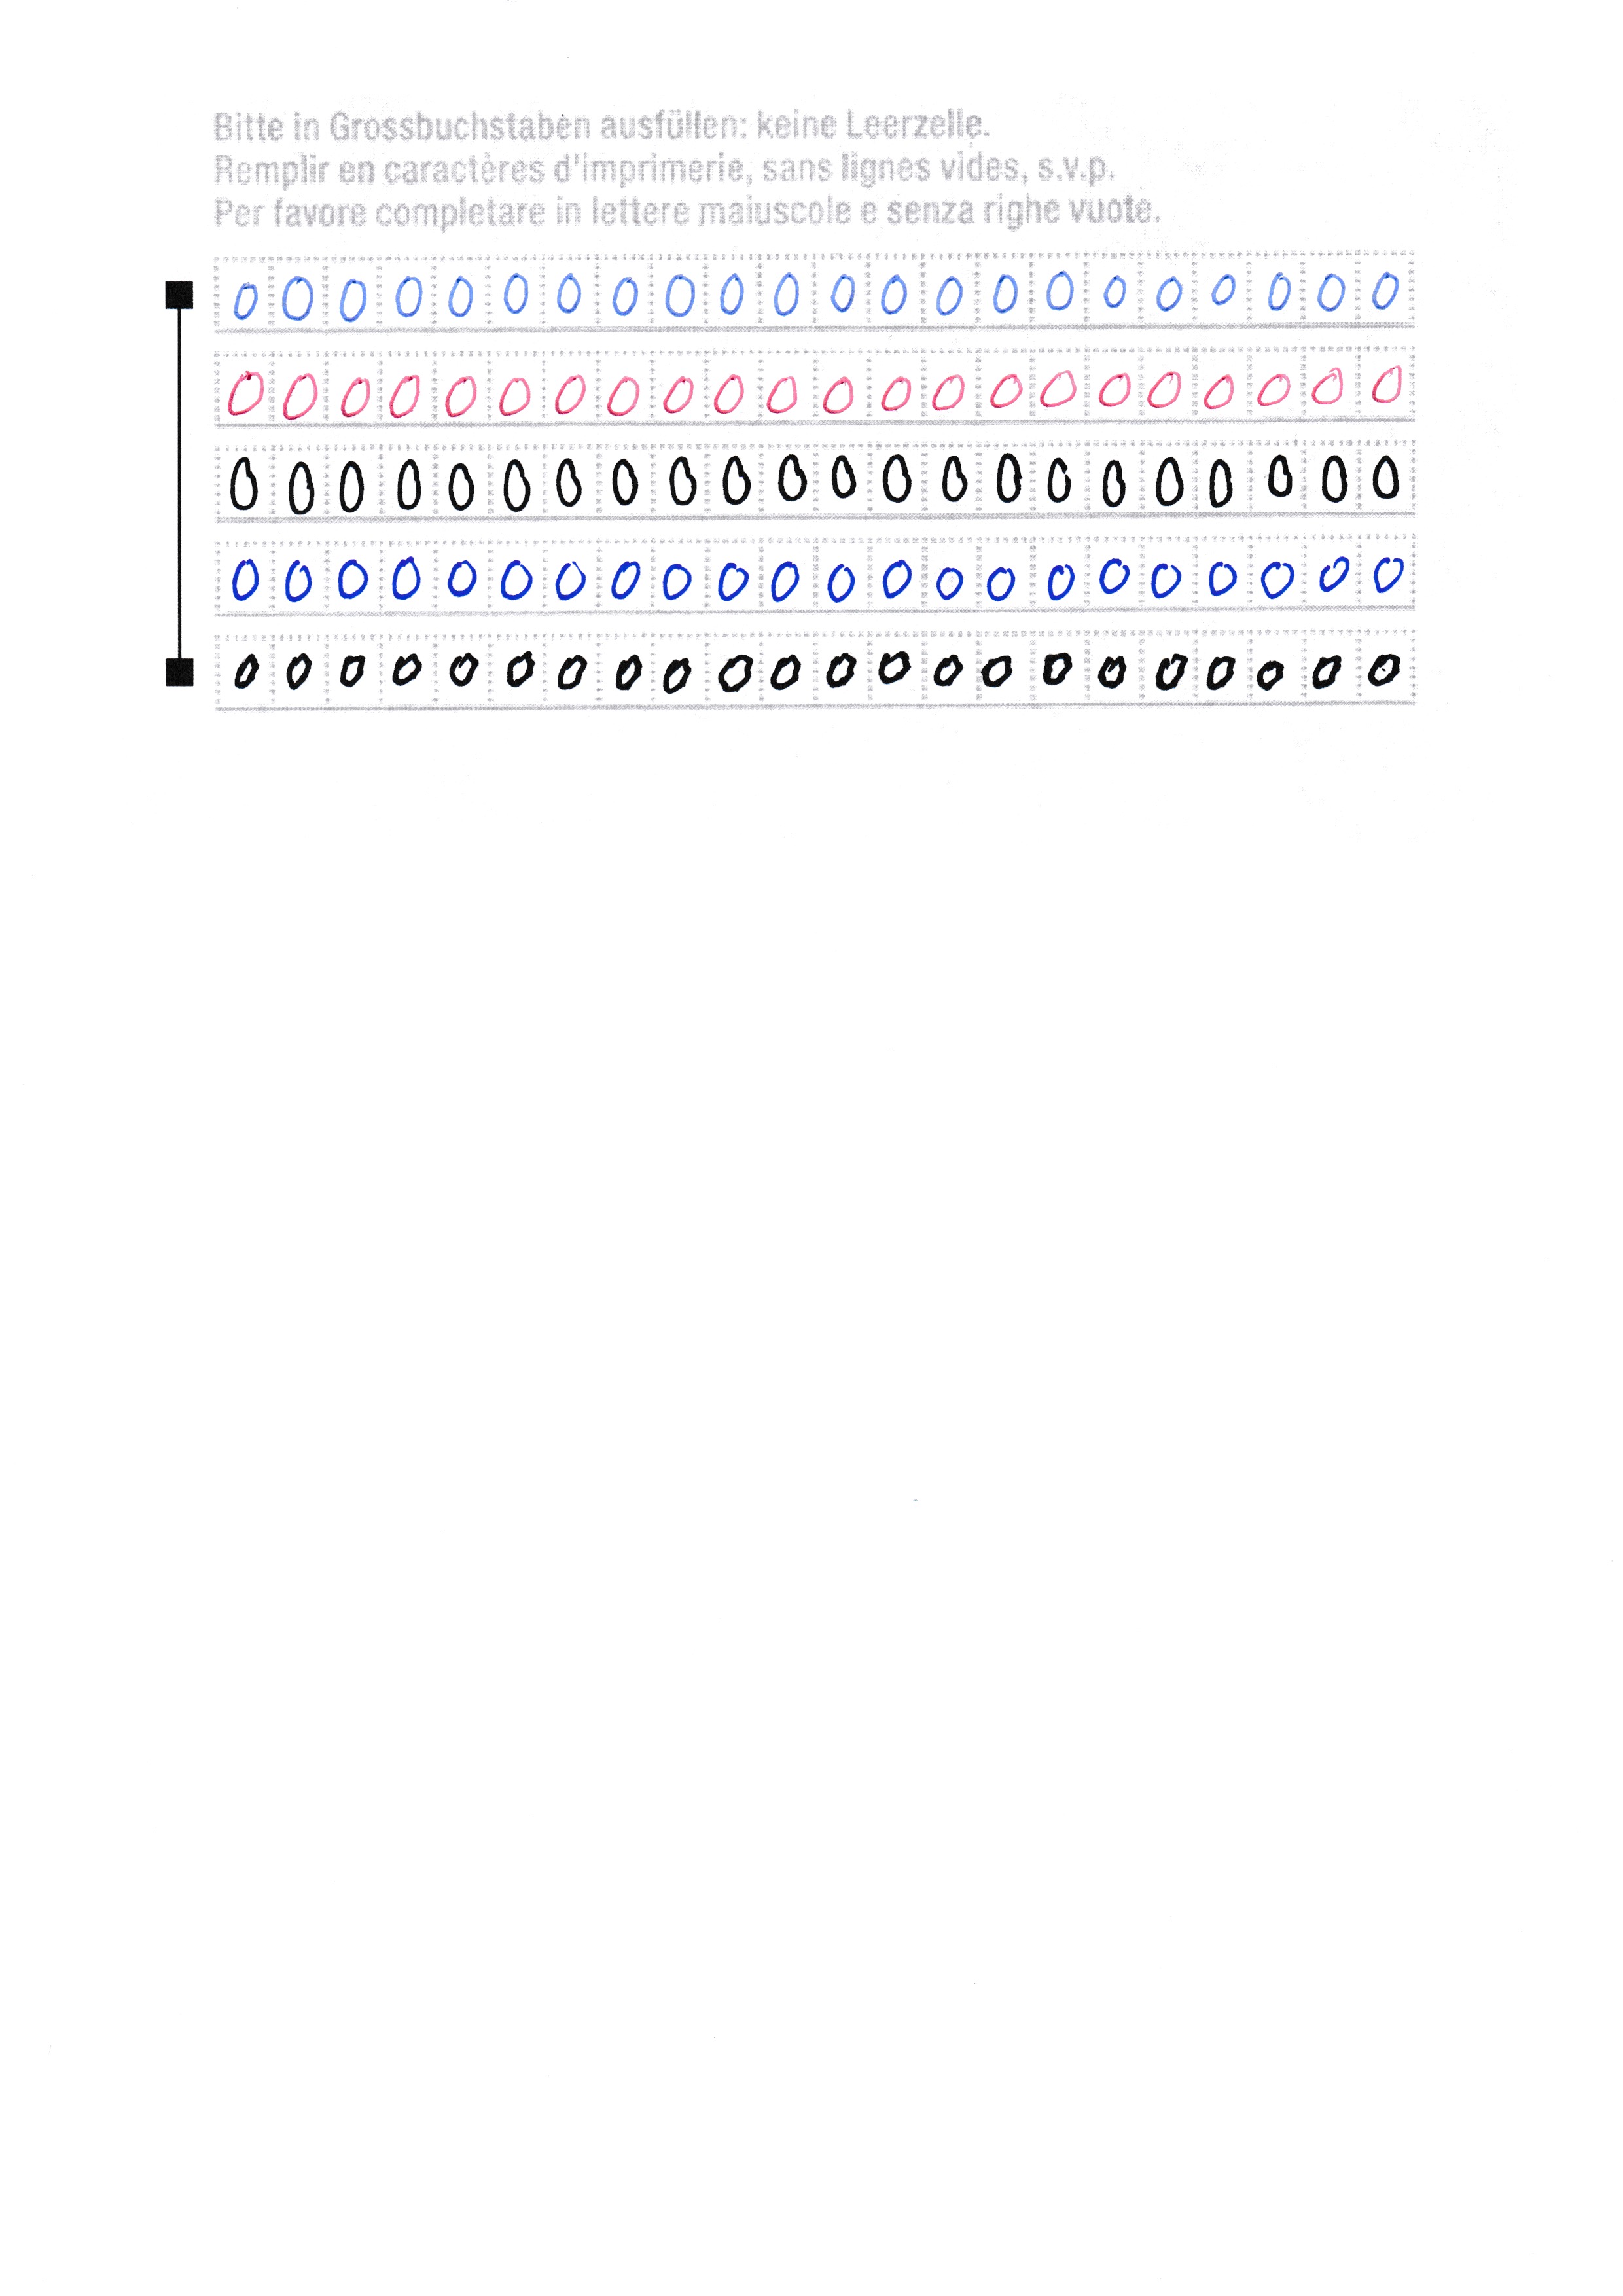 Bitte in Grossbuchstaben ausfüllen: keine Leerzelle.
Remplir en caractères d'imprimerie, sans lignes vides, s.v.p.
Per favore completare in lettere maiuscole e senza righe vuote.
0000000000000000000000
0000000000000000000000
0000000000000000000000
0000000000000000000000
0000000000000000000000